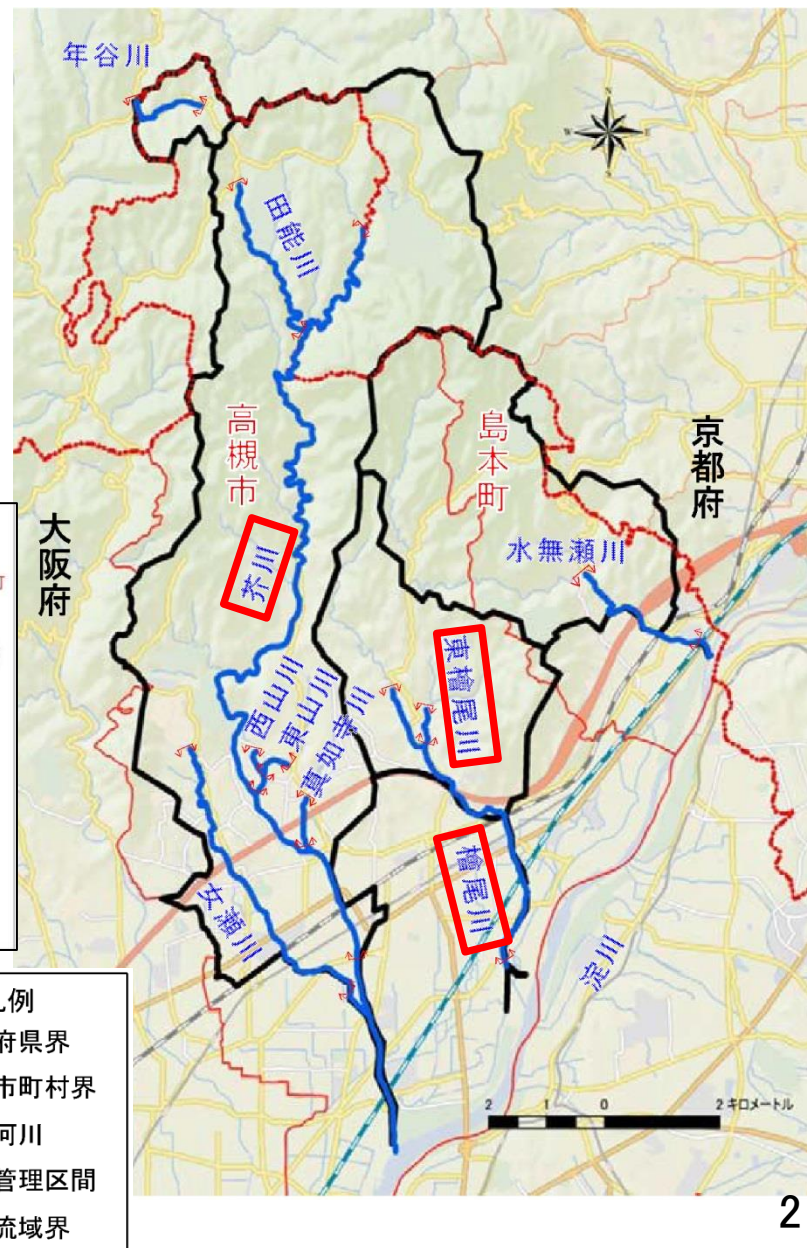 年谷川
N
W
E
S
田能川
高槻市
島本町
京都府
大阪府
芥川
水無瀬川
西山川
東山川
真如寺川
東檜尾川
女瀬川
檜尾川
淀川
2 1 0 2 キロメートル
町
凡例
府県界
市町村界
河川
管理区間
流域界
2